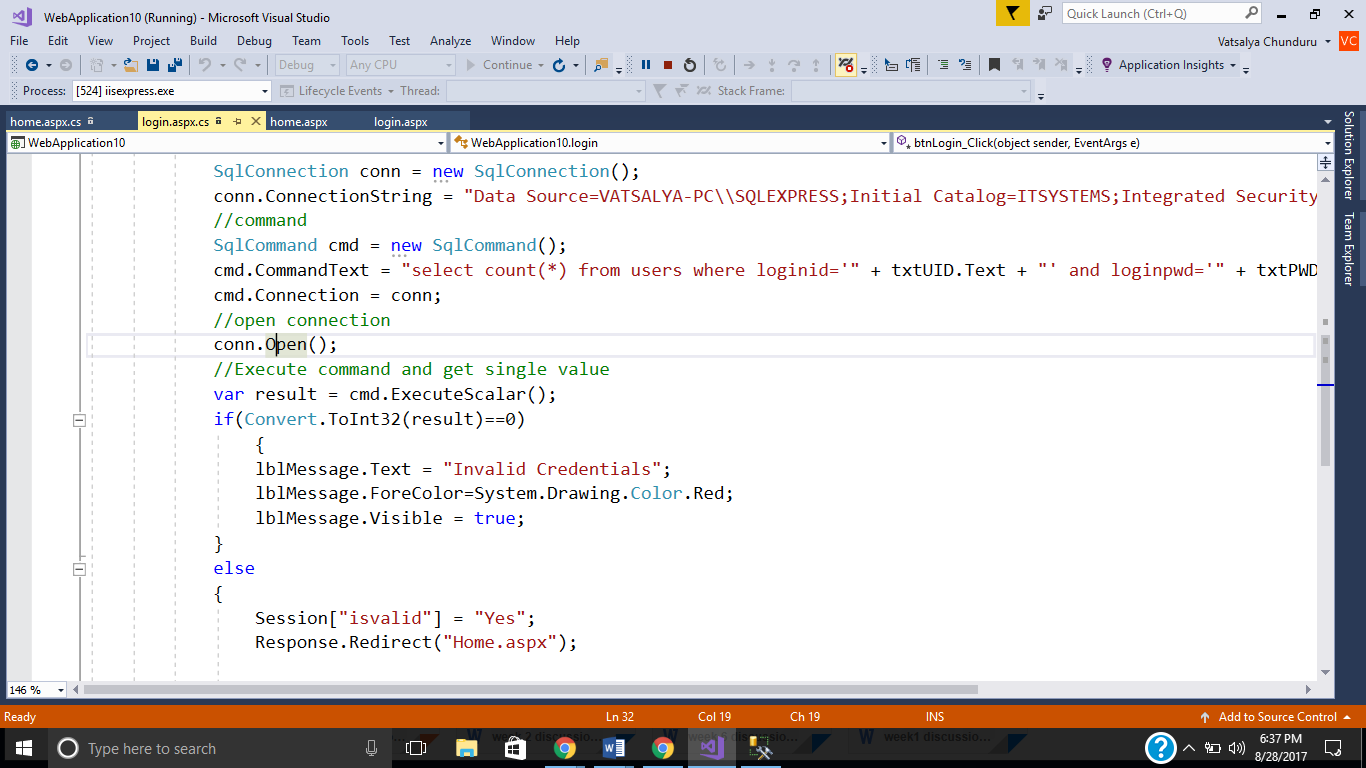 WebApplication10 (Running) - Microsoft Visual Studio
Quick Launch (Ctrl+Q)
File Edit View Project Build Debug Team Tools Test Analyze Window Help
Vatsalya Chunduru VC
Debug Any CPU Continue Application Insights
Process: [524] iisexpress.exe Lifecycle Events Thread: Stack Frame:
home.aspx.cs login.aspx.cs home.aspx login.aspx
WebApplication10 WebApplication10.login btnLogin_Click(object sender, EventArgs e)
SqlConnection conn = new SqlConnection();
conn.ConnectionString = "Data Source=VATSALYA-PC\\SQLEXPRESS;Initial Catalog=ITSYSTEMS;Integrated Security
//command
SqlCommand cmd = new SqlCommand();
cmd.CommandText = "select count(*) from users where loginid='" + txtUID.Text + "' and loginpwd='" + txtPWD
cmd.Connection = conn;
//open connection
conn.Open();
//Execute command and get single value
var result = cmd.ExecuteScalar();
if(Convert.ToInt32(result)==0)
{
lblMessage.Text = "Invalid Credentials";
lblMessage.ForeColor=System.Drawing.Color.Red;
lblMessage.Visible = true;
}
else
{
Session["isvalid"] = "Yes";
Response.Redirect("Home.aspx");
Solution Explorer
Team Explorer
146 %
Ready Ln 32 Col 19 Ch 19 INS Add to Source Control
Type here to search
week1 discussio...
6:37 PM
8/28/2017